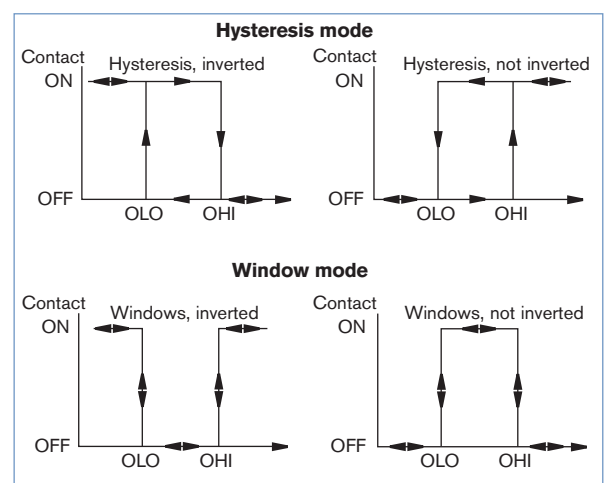 Hysteresis mode
Contact Hysteresis, inverted
ON
OFF
OLO OHI
Contact Hysteresis, not inverted
ON
OFF
OLO OHI
Window mode
Contact Windows, inverted
ON
OFF
OLO OHI
Contact Windows, not inverted
ON
OFF
OLO OHI